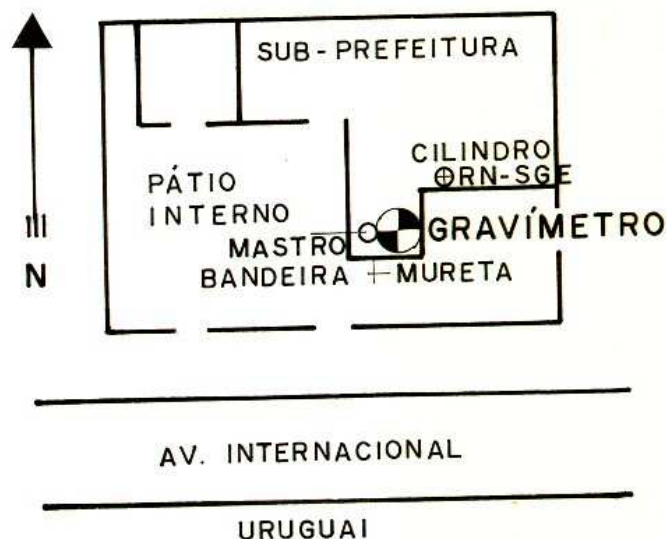 SUB-PREFEITURA
CILINDRO
RN-SGE
PÁTIO
INTERNO
GRAVÍMETRO
MASTRO
BANDEIRA
MURETA
N
AV. INTERNACIONAL
URUGUAI